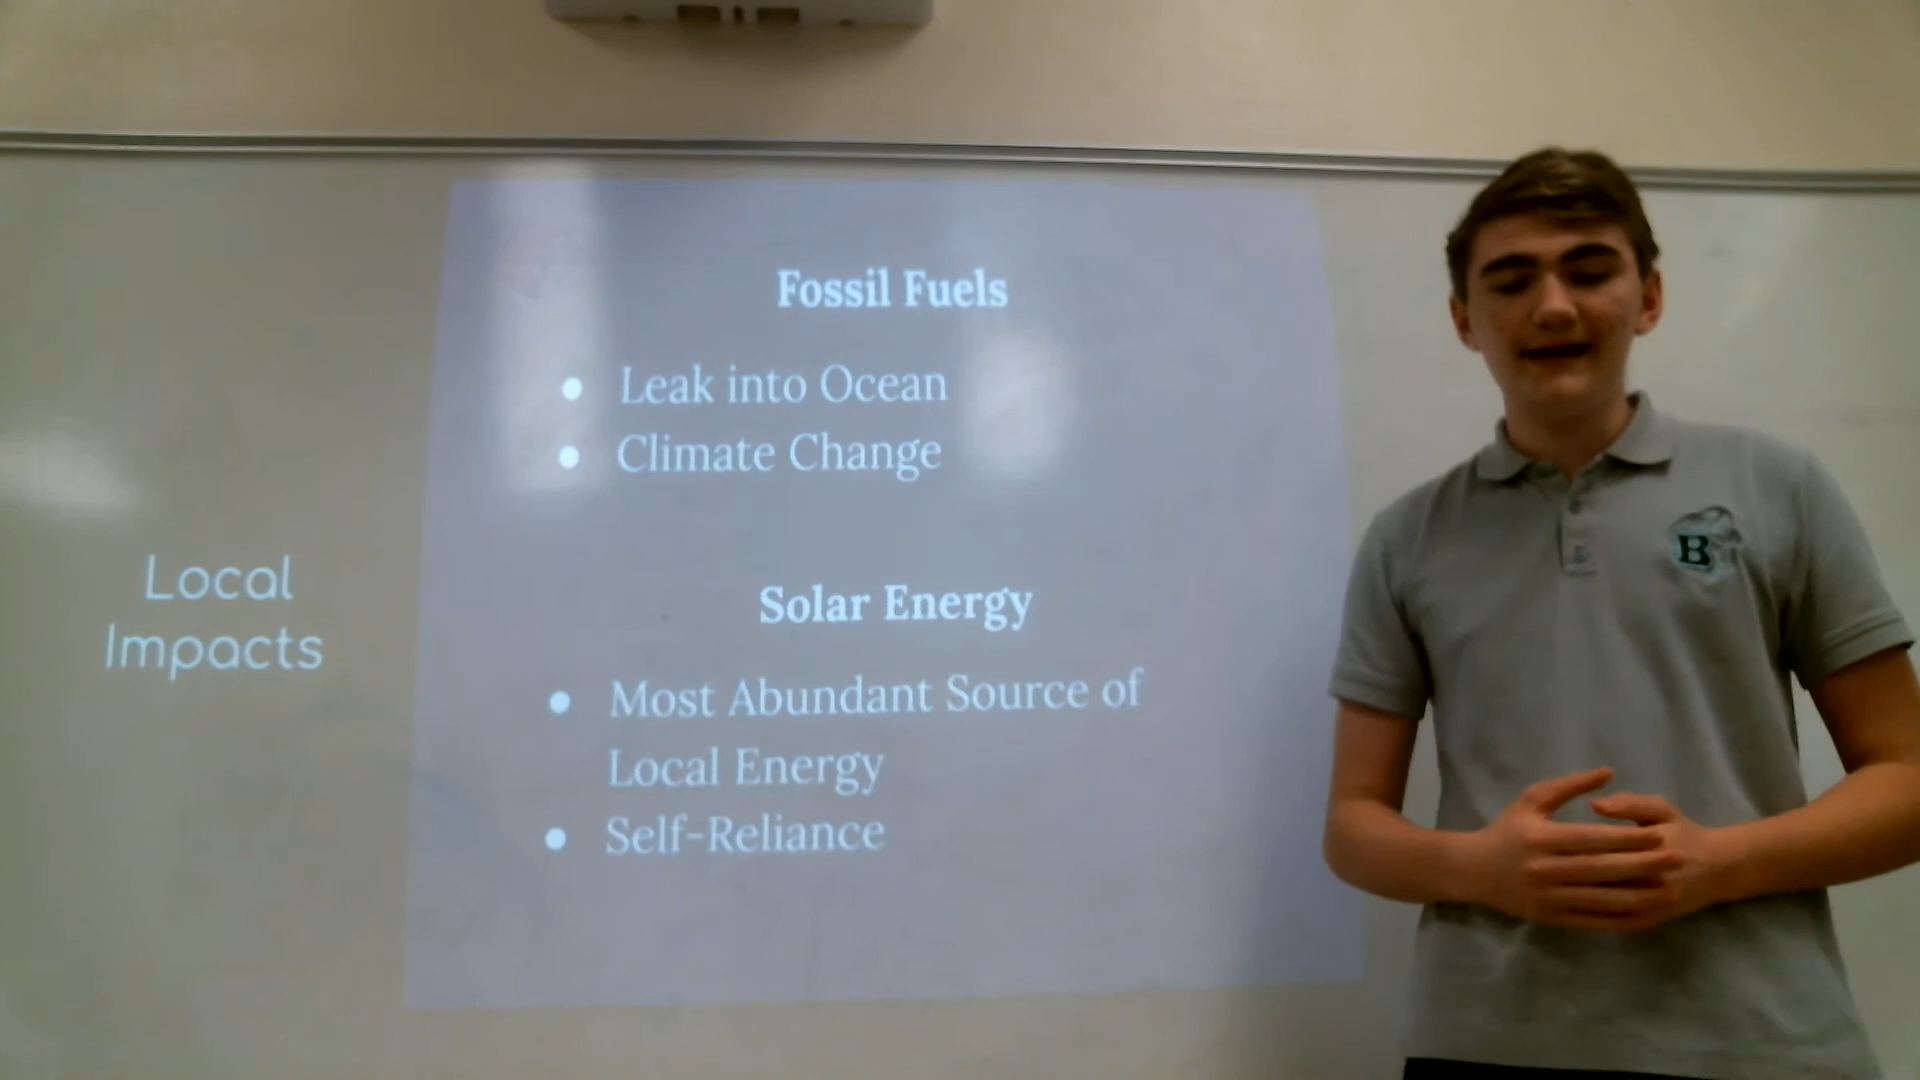 Local
Impacts
Fossil Fuels
● Leak into Ocean
● Climate Change
Solar Energy
● Most Abundant Source of
Local Energy
● Self-Reliance
B